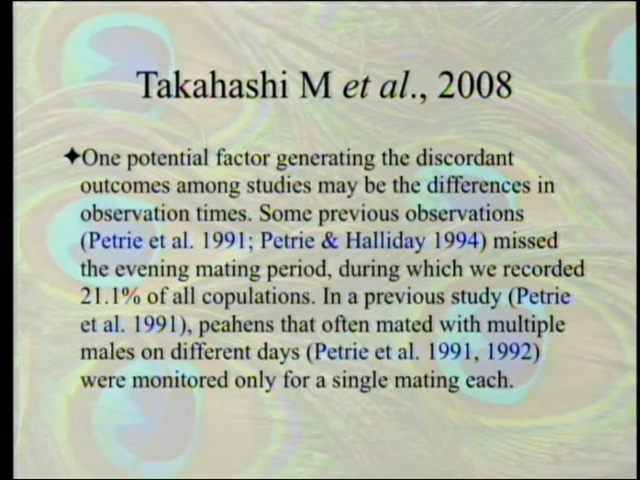 Takahashi M et al., 2008
✦One potential factor generating the discordant
outcomes among studies may be the differences in
observation times. Some previous observations
(Petrie et al. 1991; Petrie & Halliday 1994) missed
the evening mating period, during which we recorded
21.1% of all copulations. In a previous study (Petrie
et al. 1991), peahens that often mated with multiple
males on different days (Petrie et al. 1991, 1992)
were monitored only for a single mating each.